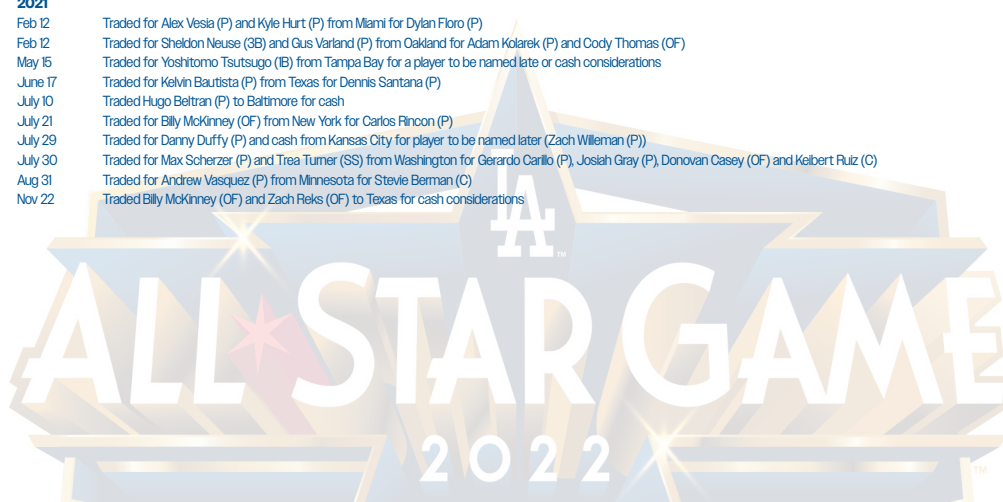 2021
Feb 12 Traded for Alex Vesia (P) and Kyle Hurt (P) from Miami for Dylan Floro (P)
Feb 12 Traded for Sheldon Neuse (3B) and Gus Varland (P) from Oakland for Adam Kolarek (P) and Cody Thomas (OF)
May 15 Traded for Yoshitomo Tsutsugo (1B) from Tampa Bay for a player to be named late or cash considerations
June 17 Traded for Kelvin Bautista (P) from Texas for Dennis Santana (P)
July 10 Traded Hugo Beltran (P) to Baltimore for cash
July 21 Traded for Billy McKinney (OF) from New York for Carlos Rincon (P)
July 29 Traded for Danny Duffy (P) and cash from Kansas City for player to be named later (Zach Willeman (P))
July 30 Traded for Max Scherzer (P) and Trea Turner (SS) from Washington for Gerardo Carillo (P), Josiah Gray (P), Donovan Casey (OF) and Keibert Ruiz (C)
Aug 31 Traded for Andrew Vasquez (P) from Minnesota for Stevie Berman (C)
Nov 22 Traded Billy McKinney (OF) and Zach Reks (OF) to Texas for cash considerations
LA TM
ALL STAR GAME
2022
TM